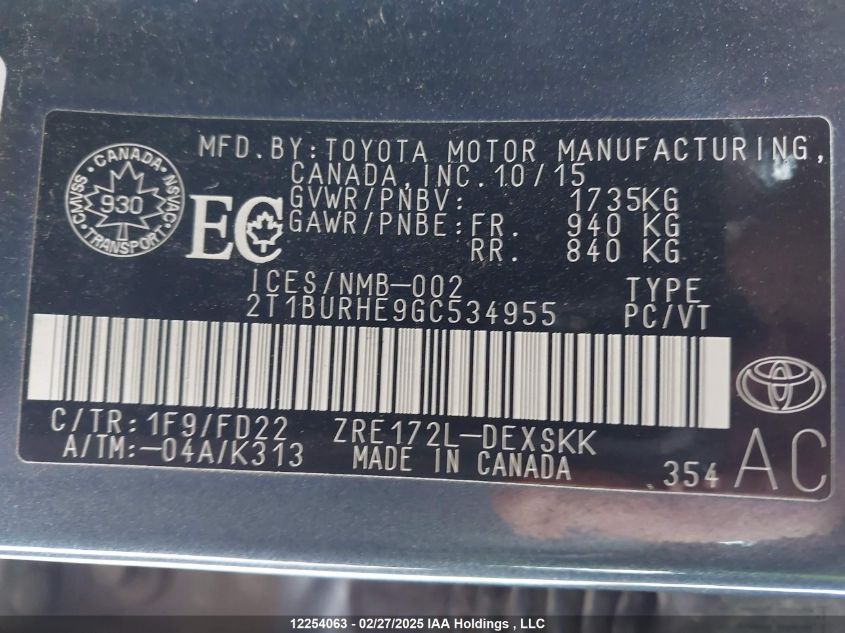 MFD.BY:TOYOTA MOTOR MANUFACTURING,
CANADA,INC.10/15
GVWR/PNBV: 1735KG
GAWR/PNBE:FR. 940 KG
RR. 840 KG
CANADA
CMVSS NSVAC
930
TRANSPORT
EC
ICES/NMB-002 TYPE
2T1BURHE9GC534955 PC/VT
C/TR:1F9/FD22 ZRE172L-DEXSKK
A/TM:-04A/K313 MADE IN CANADA .354 AC
12254063 - 02/27/2025 IAA Holdings , LLC